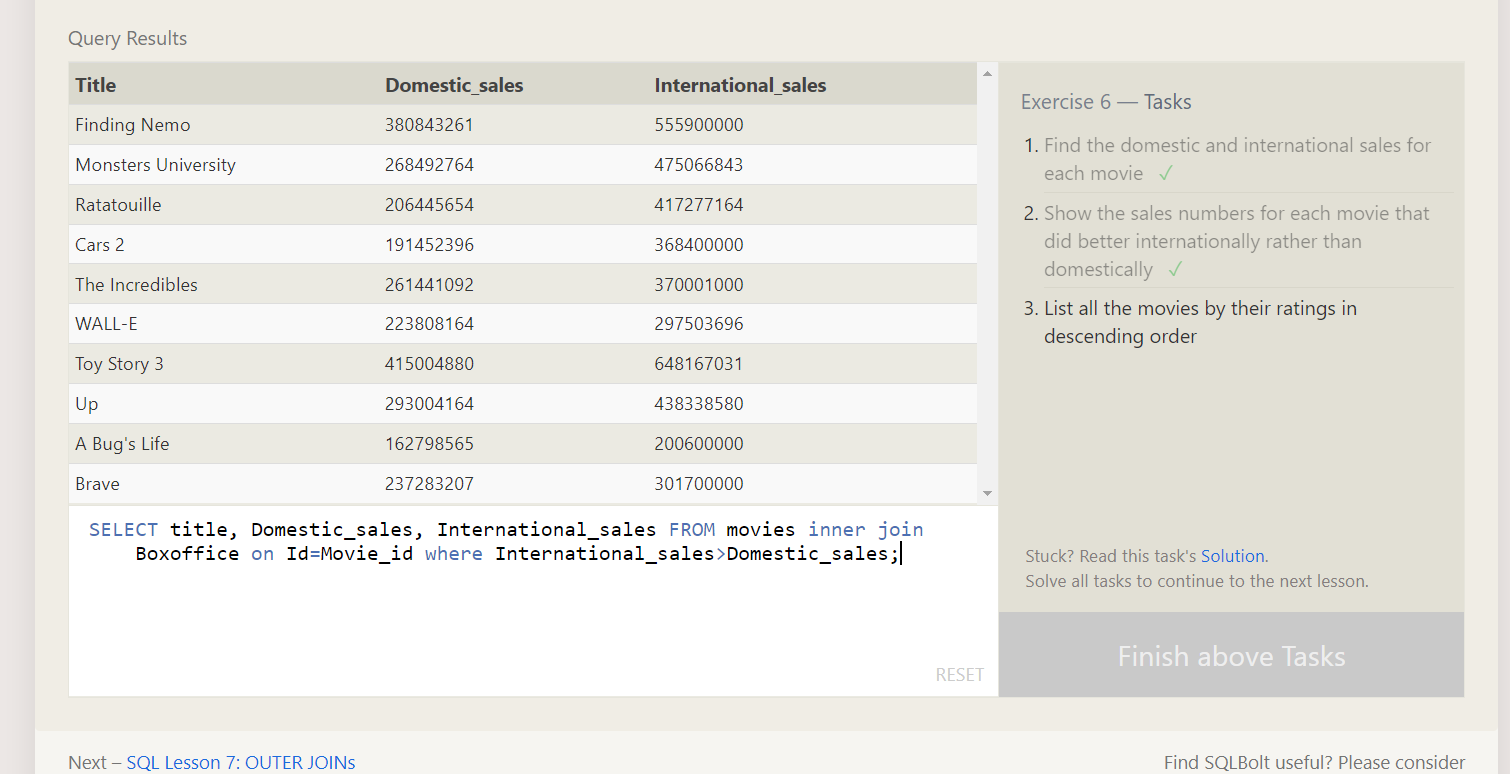 Query Results
Title Domestic_sales International_sales
Finding Nemo 380843261 555900000
Monsters University 268492764 475066843
Ratatouille 206445654 417277164
Cars 2 191452396 368400000
The Incredibles 261441092 370001000
WALL-E 223808164 297503696
Toy Story 3 415004880 648167031
Up 293004164 438338580
A Bug's Life 162798565 200600000
Brave 237283207 301700000
SELECT title, Domestic_sales, International_sales FROM movies inner join
Boxoffice on Id=Movie_id where International_sales>Domestic_sales;
RESET
Exercise 6 — Tasks
1. Find the domestic and international sales for
each movie ✓
2. Show the sales numbers for each movie that
did better internationally rather than
domestically ✓
3. List all the movies by their ratings in
descending order
Stuck? Read this task's Solution.
Solve all tasks to continue to the next lesson.
Finish above Tasks
Next – SQL Lesson 7: OUTER JOINs
Find SQLBolt useful? Please consider